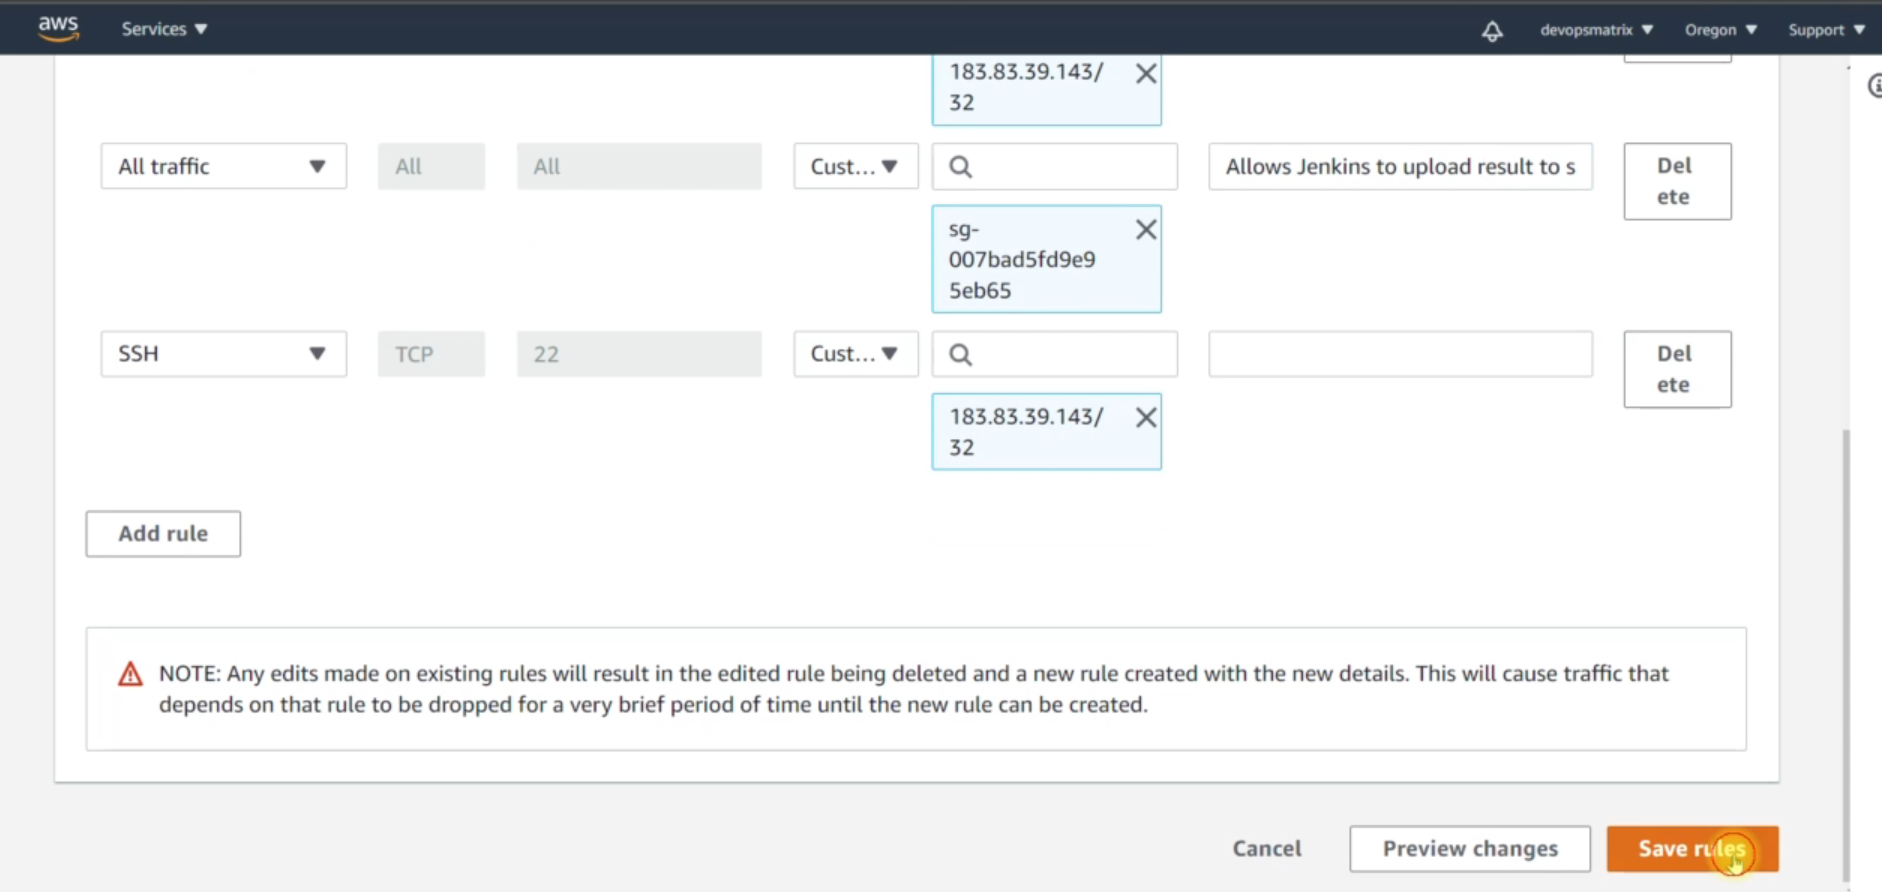 aws
Services
devopsmatrix
Oregon
Support
183.83.39.143/
32
All traffic
All
All
Cust...
Allows Jenkins to upload result to s
Del
ete
sg-
007bad5fd9e9
5eb65
SSH
TCP
22
Cust...
Del
ete
183.83.39.143/
32
Add rule
NOTE: Any edits made on existing rules will result in the edited rule being deleted and a new rule created with the new details. This will cause traffic that
depends on that rule to be dropped for a very brief period of time until the new rule can be created.
Cancel
Preview changes
Save rules